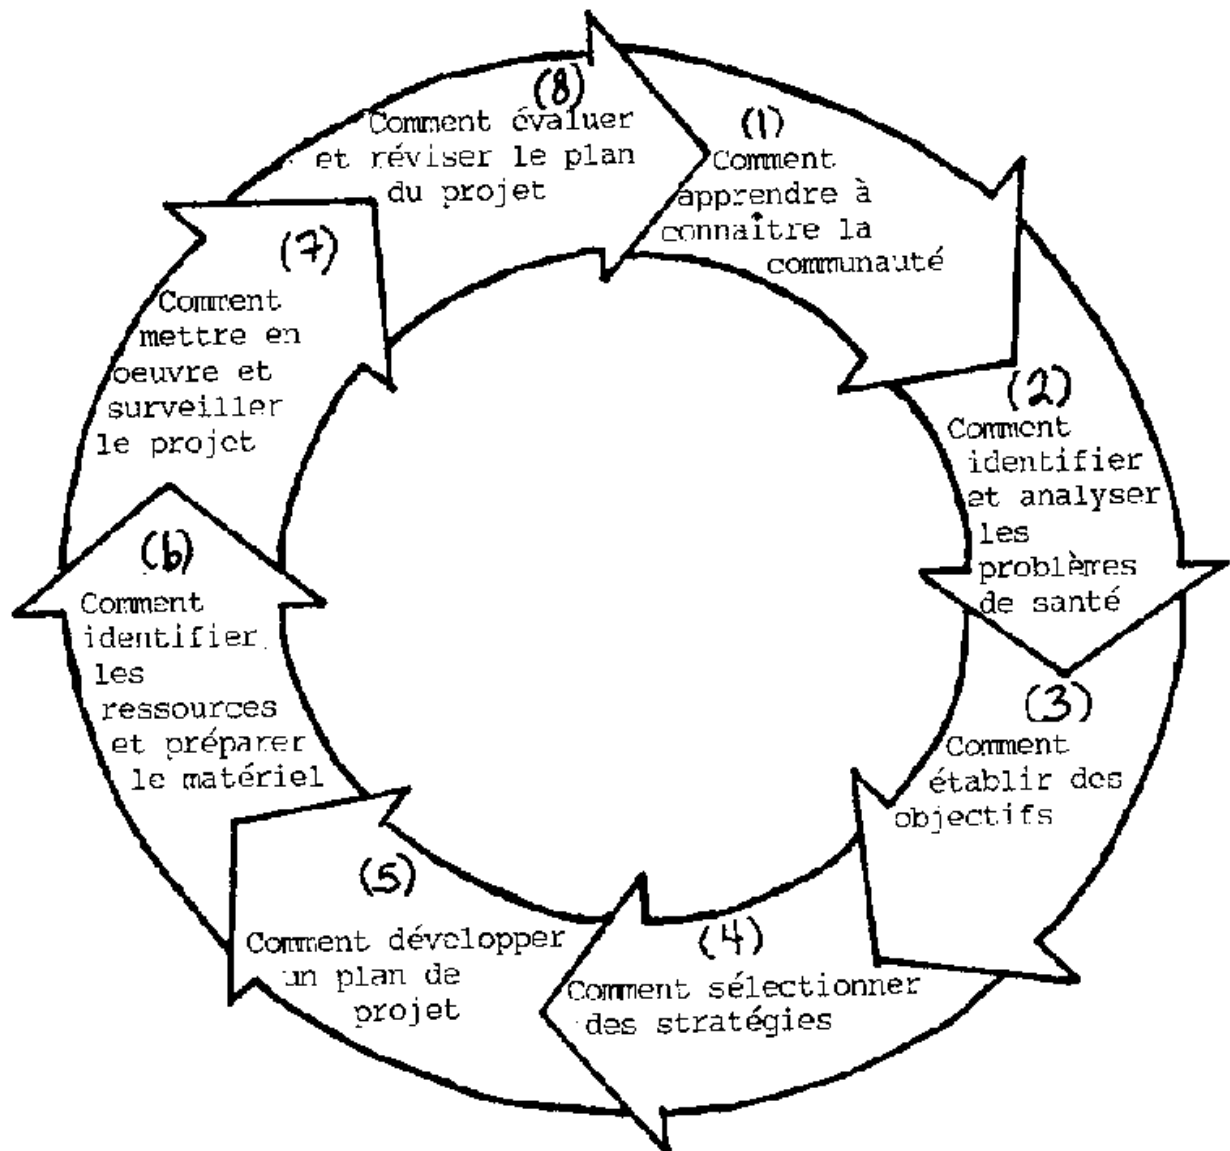 (1)
Comment
apprendre à
connaître la
communauté
(2)
Comment
identifier
et analyser
les
problèmes
de santé
(3)
Comment
établir des
objectifs
(4)
Comment sélectionner
des stratégies
(5)
Comment développer
un plan de
projet
(6)
Comment
identifier
les
ressources
et préparer
le matériel
(7)
Comment
mettre en
oeuvre et
surveiller
le projet
(8)
Comment évaluer
et réviser le plan
du projet